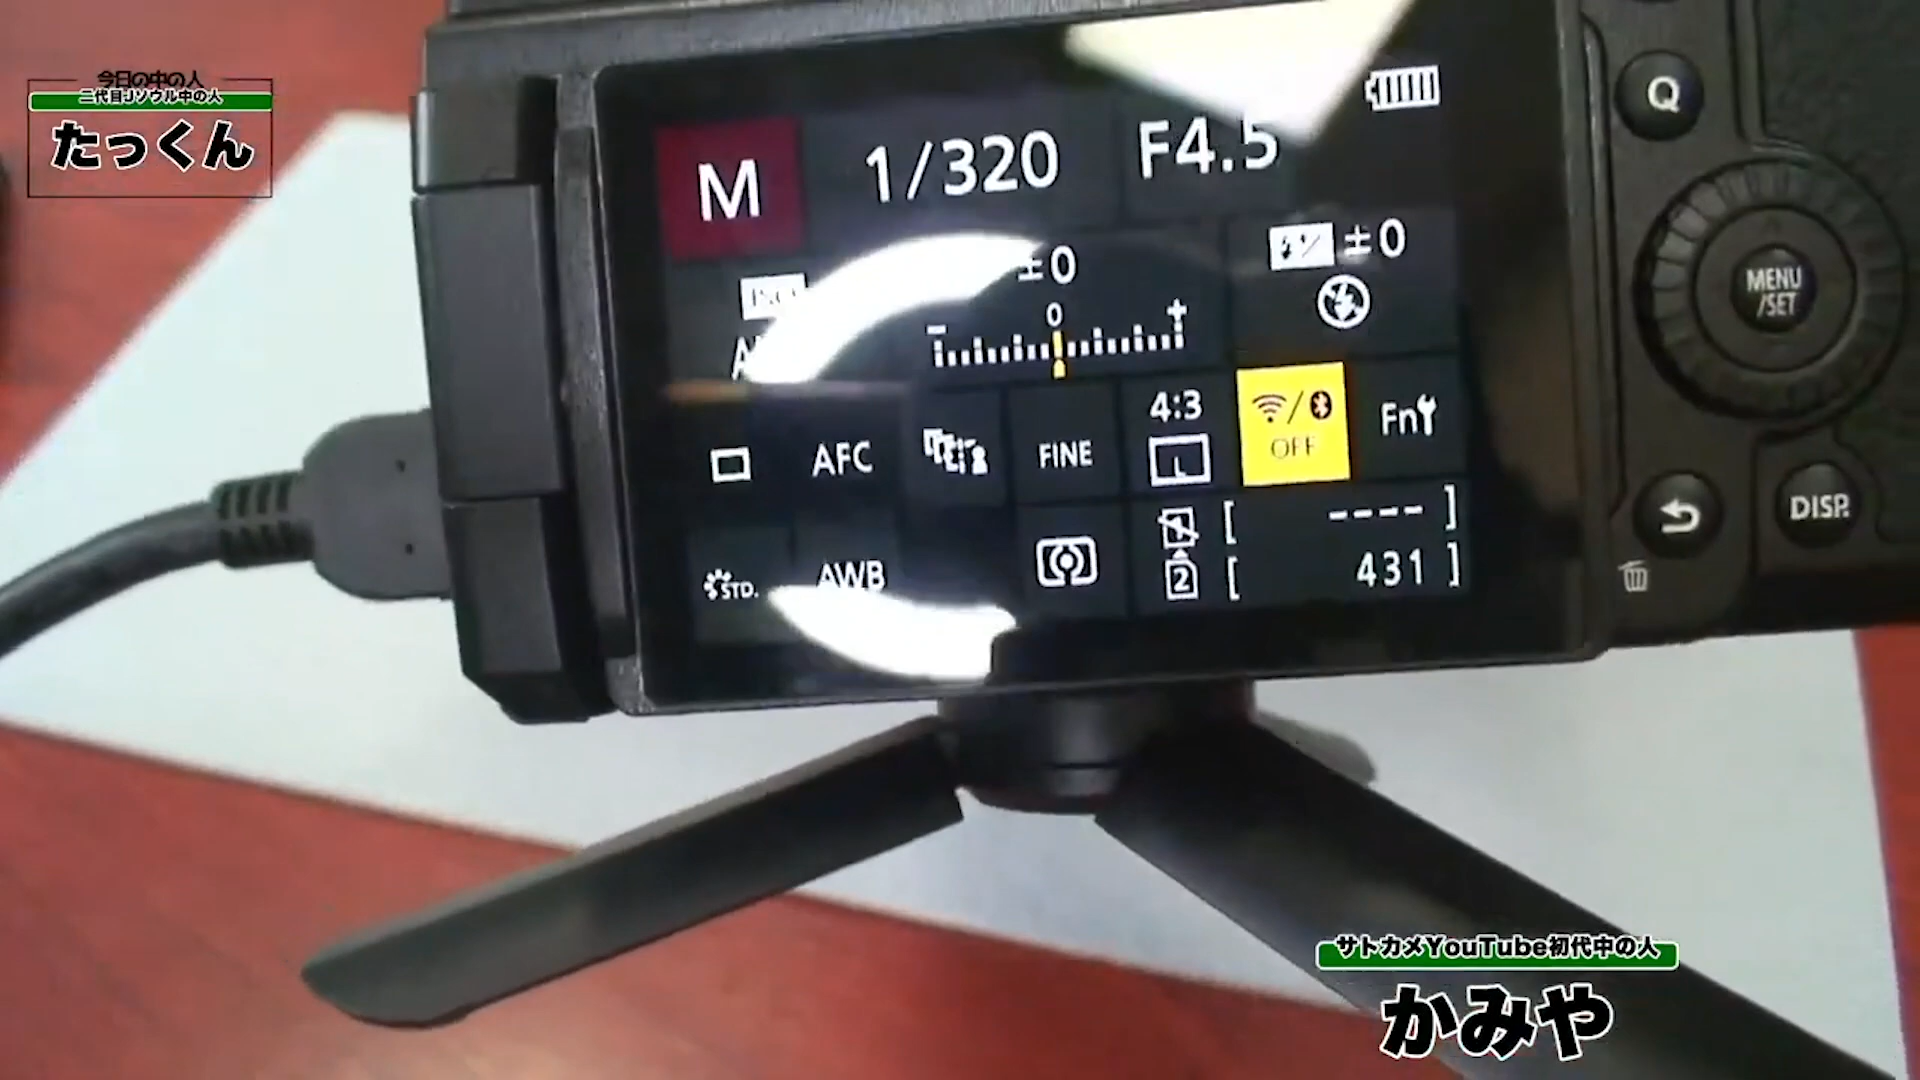 今日の中の人
二代目Jソウル中の人
たっくん
M
1/320
F4.5
Q
±0
±0
0
- +
MENU
/SET
4:3
L
OFF
Fn
AFC
FINE
DISP.
1 [ ---- ]
2 [ 431 ]
STD.
AWB
サトカメYouTube初代中の人
かみや